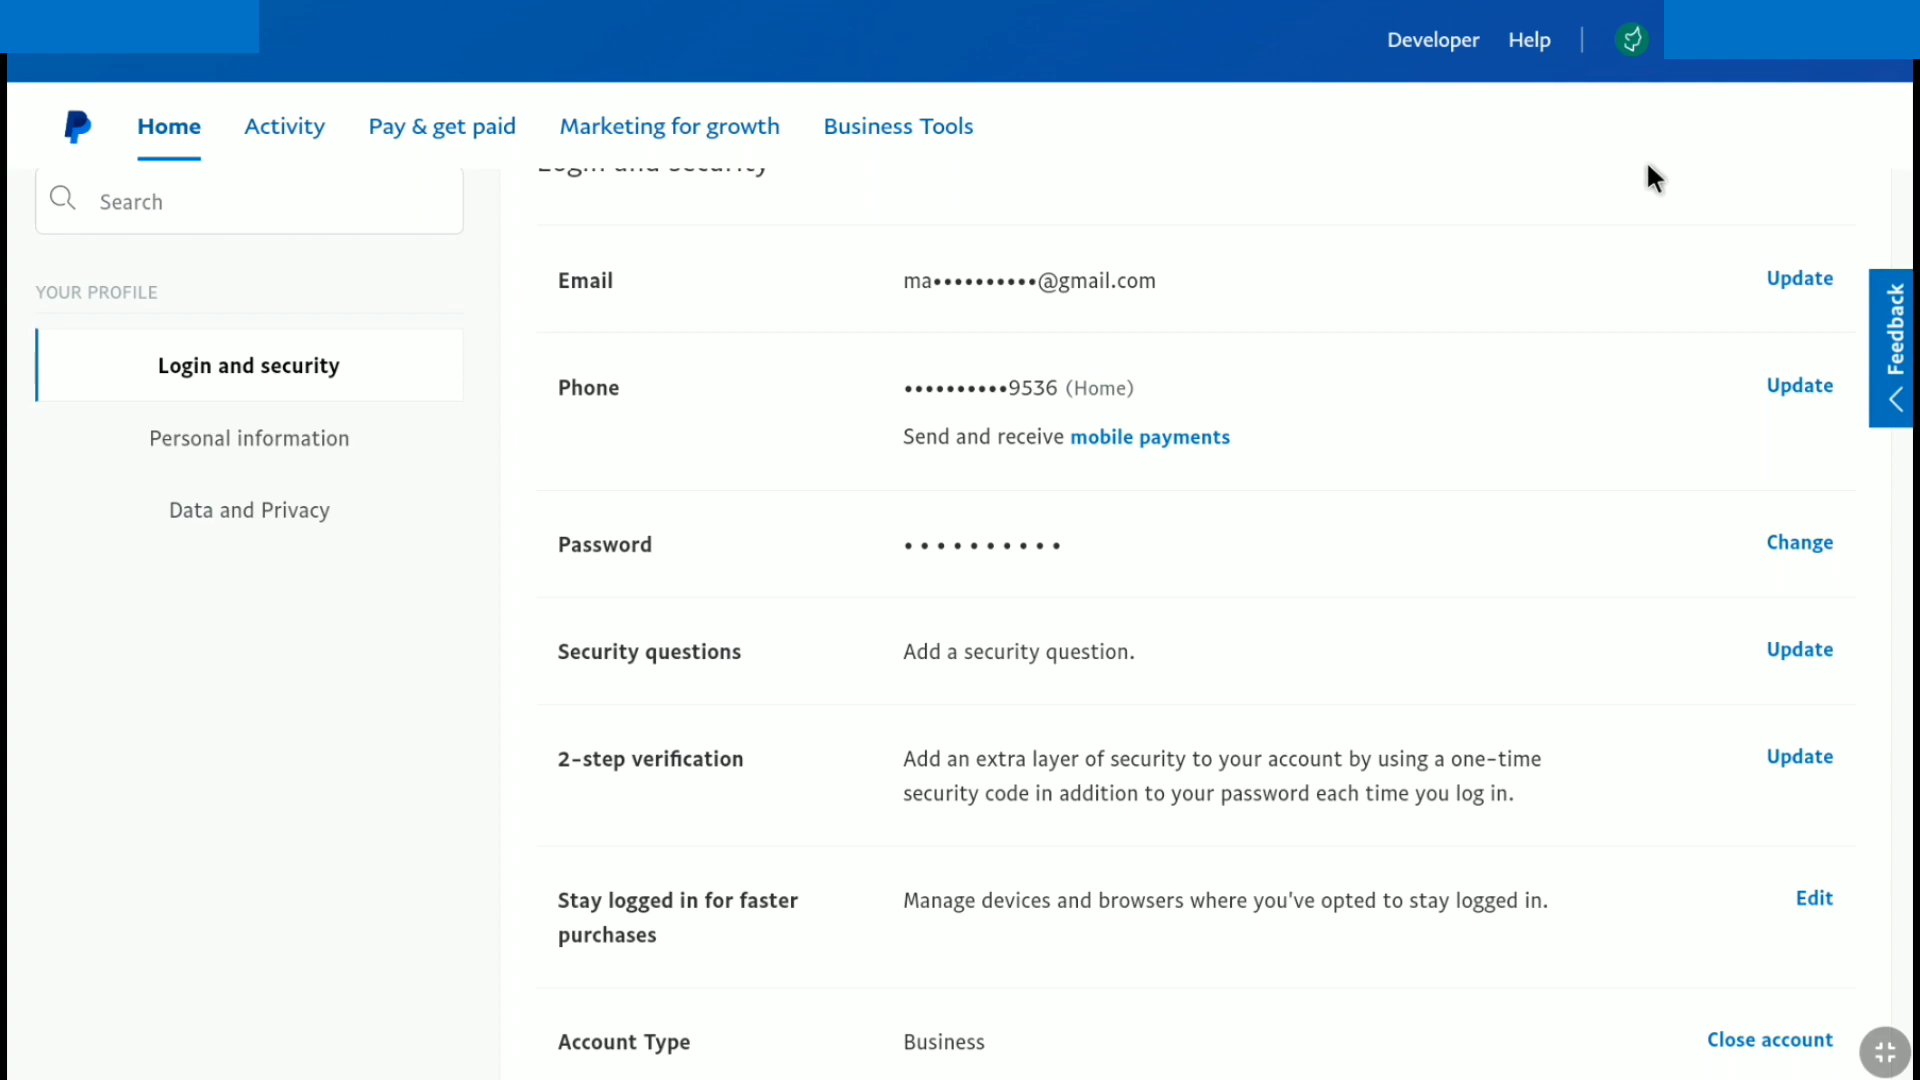 Developer Help
Home Activity Pay & get paid Marketing for growth Business Tools
Login and security
Search
YOUR PROFILE
Login and security
Personal information
Data and Privacy
Email ma••••••••••@gmail.com Update
Phone ••••••••••9536 (Home) Update
Send and receive mobile payments
Password •••••••••• Change
Security questions Add a security question. Update
2-step verification Add an extra layer of security to your account by using a one-time Update
security code in addition to your password each time you log in.
Stay logged in for faster Manage devices and browsers where you've opted to stay logged in. Edit
purchases
Account Type Business Close account
Feedback